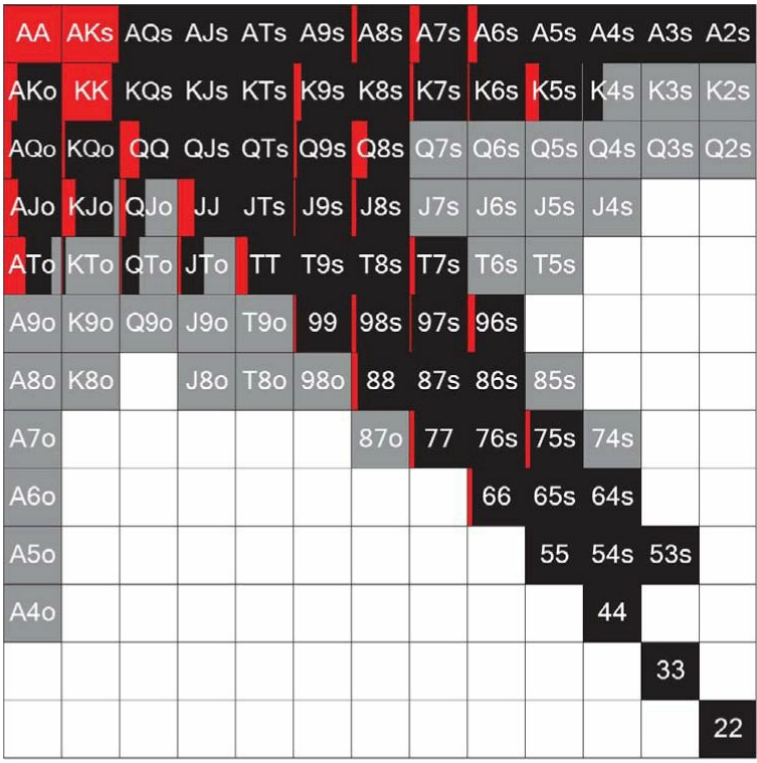 AA AKs AQs AJs ATs A9s A8s A7s A6s A5s A4s A3s A2s
AKo KK KQs KJs KTs K9s K8s K7s K6s K5s K4s K3s K2s
AQo KQo QQ QJs QTs Q9s Q8s Q7s Q6s Q5s Q4s Q3s Q2s
AJo KJo QJo JJ JTs J9s J8s J7s J6s J5s J4s
ATo KTo QTo JTo TT T9s T8s T7s T6s T5s
A9o K9o Q9o J9o T9o 99 98s 97s 96s
A8o K8o J8o T8o 98o 88 87s 86s 85s
A7o 87o 77 76s 75s 74s
A6o 66 65s 64s
A5o 55 54s 53s
A4o 44
33
22